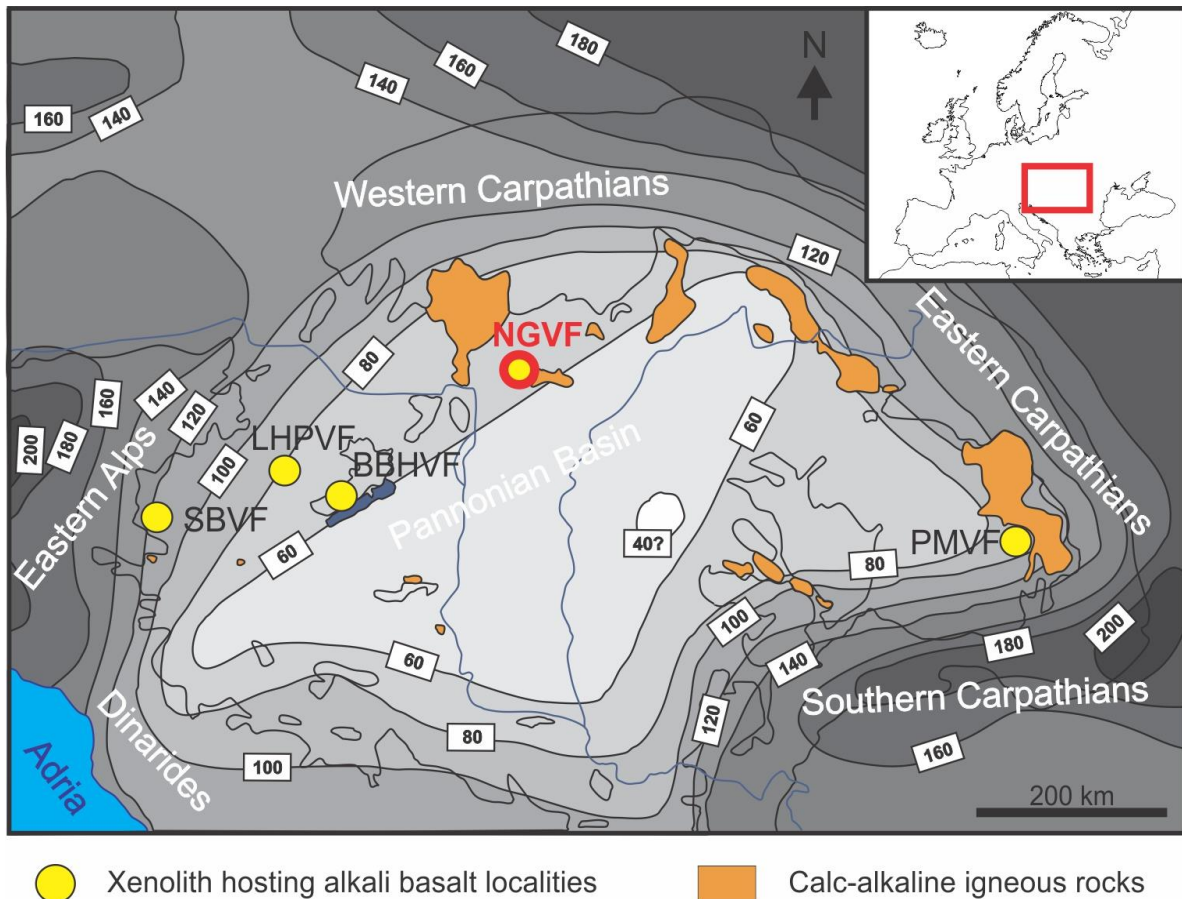 180
160
140
N
160
140
Western Carpathians
120
Eastern Carpathians
NGVF
80
140
160
180
200
120
Eastern Alps
100
LHPVF
BBHVF
SBVF
Pannonian Basin
60
40?
60
PMVF
80
100
60
140
180
200
Southern Carpathians
120
160
80
100
Dinarides
Adria
200 km
Xenolith hosting alkali basalt localities
Calc-alkaline igneous rocks